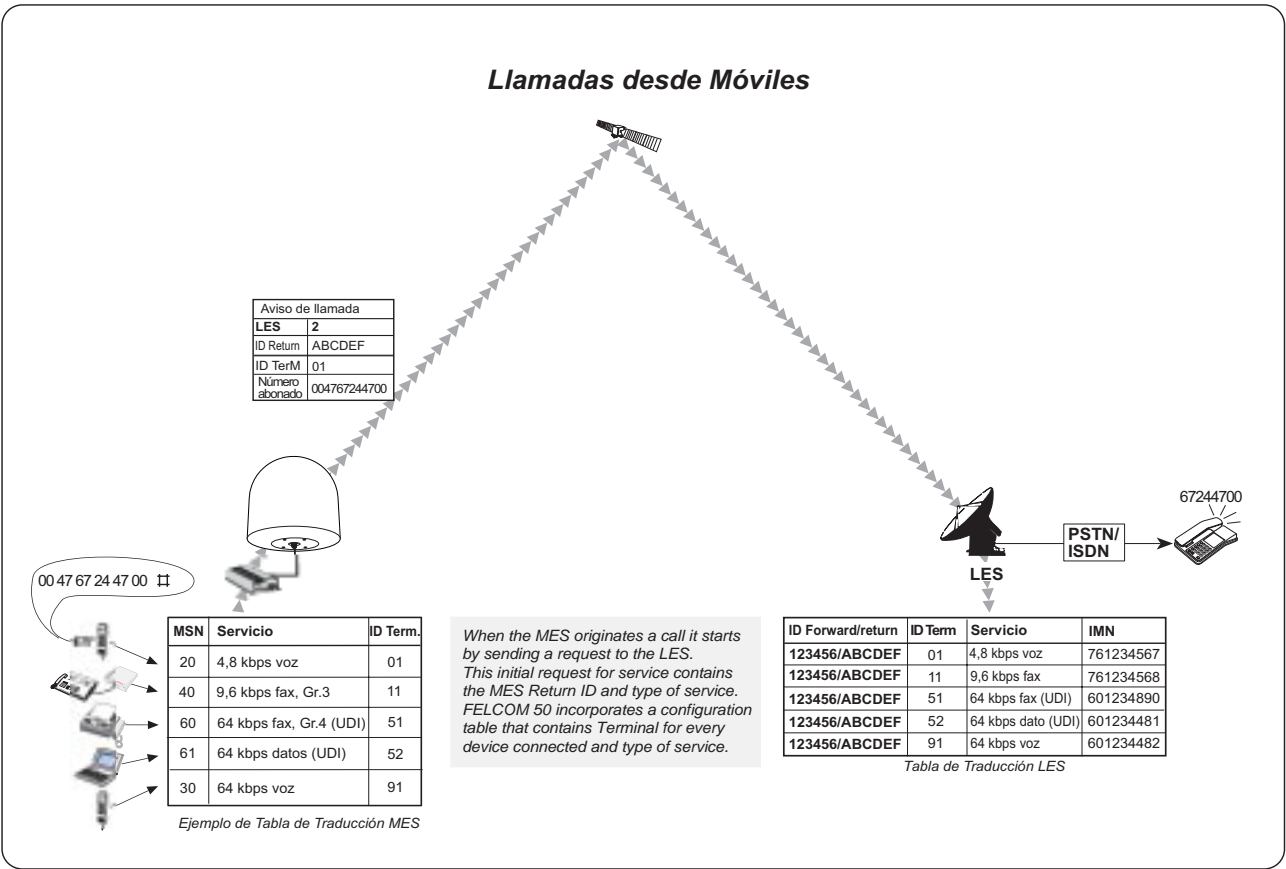 Llamadas desde Móviles
Aviso de llamada
LES 2
ID Return ABCDEF
ID TerM 01
Número abonado 004767244700
67244700
PSTN/
ISDN
LES
00 47 67 24 47 00 ⌗
MSN Servicio ID Term.
20 4,8 kbps voz 01
40 9,6 kbps fax, Gr.3 11
60 64 kbps fax, Gr.4 (UDI) 51
61 64 kbps datos (UDI) 52
30 64 kbps voz 91
Ejemplo de Tabla de Traducción MES
When the MES originates a call it starts
by sending a request to the LES.
This initial request for service contains
the MES Return ID and type of service.
FELCOM 50 incorporates a configuration
table that contains Terminal for every
device connected and type of service.
ID Forward/return ID Term Servicio IMN
123456/ABCDEF 01 4,8 kbps voz 761234567
123456/ABCDEF 11 9,6 kbps fax 761234568
123456/ABCDEF 51 64 kbps fax (UDI) 601234890
123456/ABCDEF 52 64 kbps dato (UDI) 601234481
123456/ABCDEF 91 64 kbps voz 601234482
Tabla de Traducción LES